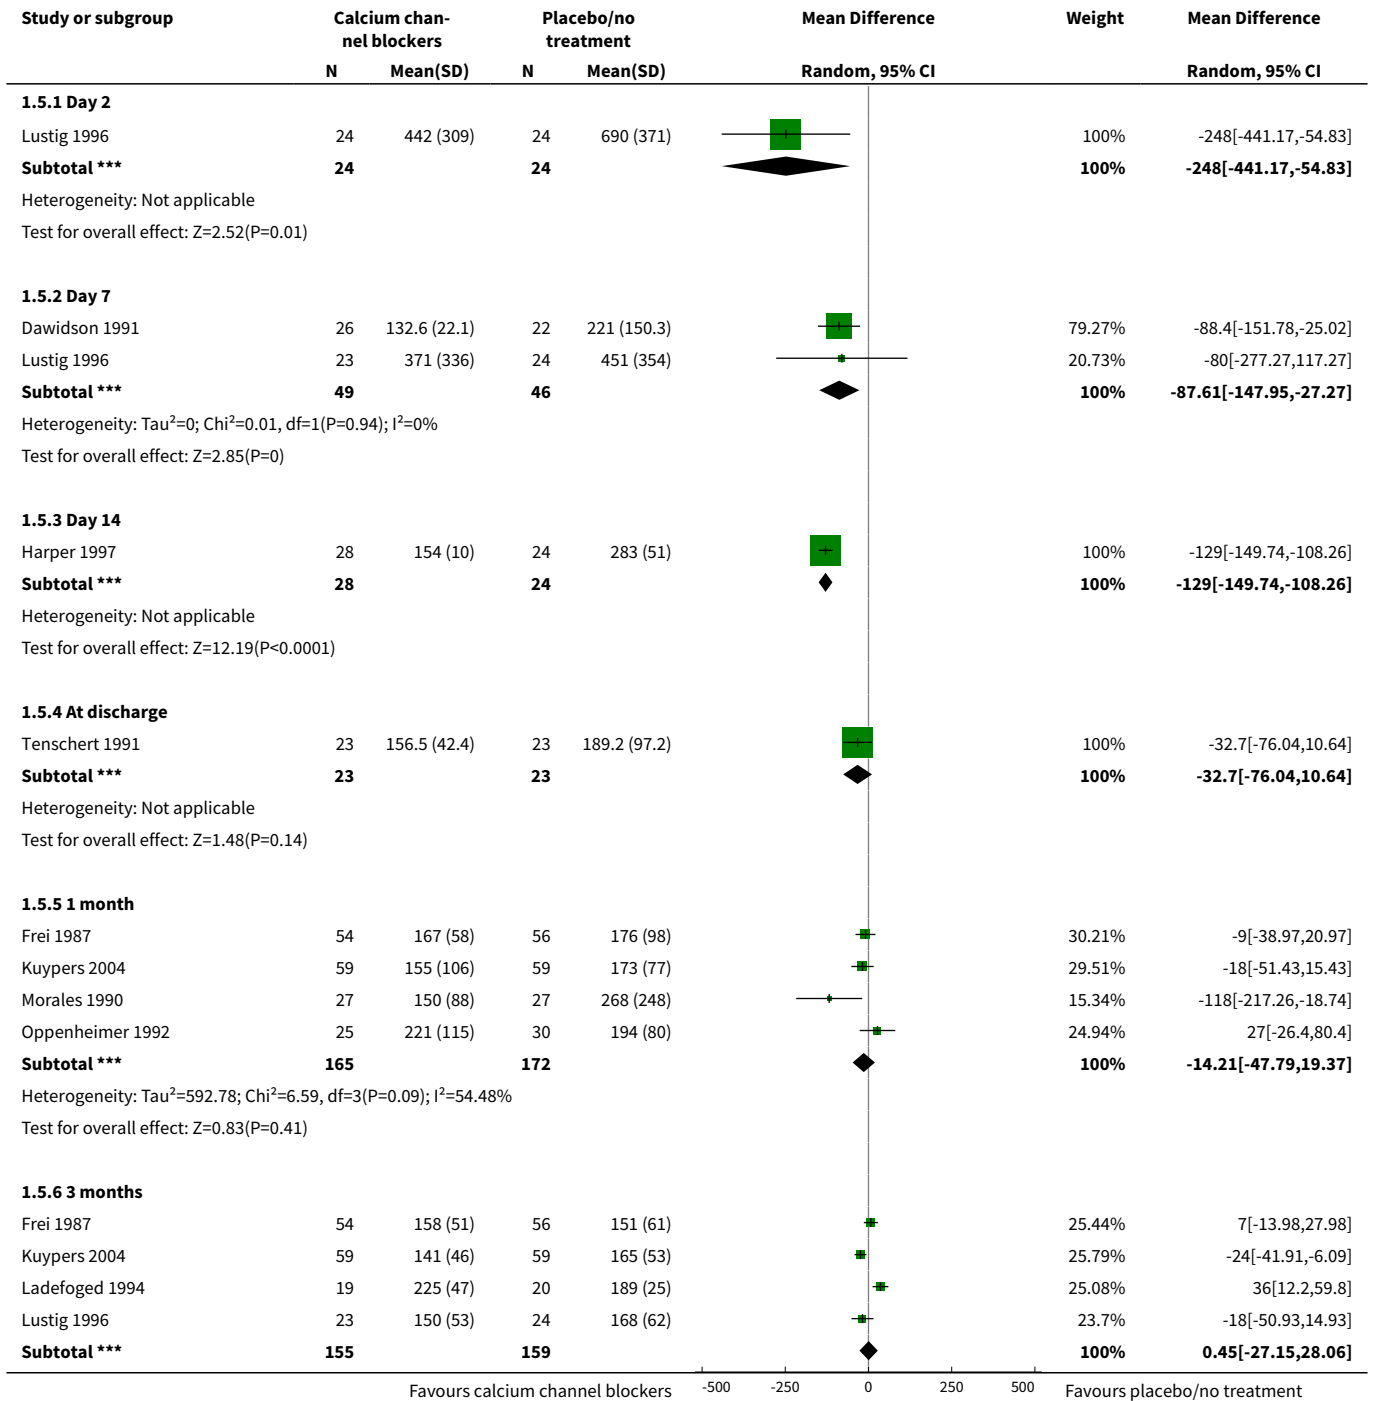 Study or subgroup Calcium chan- Placebo/no Mean Difference Weight Mean Difference
nel blockers treatment
N Mean(SD) N Mean(SD) Random, 95% CI Random, 95% CI
1.5.1 Day 2
Lustig 1996 24 442 (309) 24 690 (371) 100% -248[-441.17,-54.83]
Subtotal *** 24 24 100% -248[-441.17,-54.83]
Heterogeneity: Not applicable
Test for overall effect: Z=2.52(P=0.01)
1.5.2 Day 7
Dawidson 1991 26 132.6 (22.1) 22 221 (150.3) 79.27% -88.4[-151.78,-25.02]
Lustig 1996 23 371 (336) 24 451 (354) 20.73% -80[-277.27,117.27]
Subtotal *** 49 46 100% -87.61[-147.95,-27.27]
Heterogeneity: Tau²=0; Chi²=0.01, df=1(P=0.94); I²=0%
Test for overall effect: Z=2.85(P=0)
1.5.3 Day 14
Harper 1997 28 154 (10) 24 283 (51) 100% -129[-149.74,-108.26]
Subtotal *** 28 24 100% -129[-149.74,-108.26]
Heterogeneity: Not applicable
Test for overall effect: Z=12.19(P<0.0001)
1.5.4 At discharge
Tenschert 1991 23 156.5 (42.4) 23 189.2 (97.2) 100% -32.7[-76.04,10.64]
Subtotal *** 23 23 100% -32.7[-76.04,10.64]
Heterogeneity: Not applicable
Test for overall effect: Z=1.48(P=0.14)
1.5.5 1 month
Frei 1987 54 167 (58) 56 176 (98) 30.21% -9[-38.97,20.97]
Kuypers 2004 59 155 (106) 59 173 (77) 29.51% -18[-51.43,15.43]
Morales 1990 27 150 (88) 27 268 (248) 15.34% -118[-217.26,-18.74]
Oppenheimer 1992 25 221 (115) 30 194 (80) 24.94% 27[-26.4,80.4]
Subtotal *** 165 172 100% -14.21[-47.79,19.37]
Heterogeneity: Tau²=592.78; Chi²=6.59, df=3(P=0.09); I²=54.48%
Test for overall effect: Z=0.83(P=0.41)
1.5.6 3 months
Frei 1987 54 158 (51) 56 151 (61) 25.44% 7[-13.98,27.98]
Kuypers 2004 59 141 (46) 59 165 (53) 25.79% -24[-41.91,-6.09]
Ladefoged 1994 19 225 (47) 20 189 (25) 25.08% 36[12.2,59.8]
Lustig 1996 23 150 (53) 24 168 (62) 23.7% -18[-50.93,14.93]
Subtotal *** 155 159 100% 0.45[-27.15,28.06]
Favours calcium channel blockers -500 -250 0 250 500 Favours placebo/no treatment